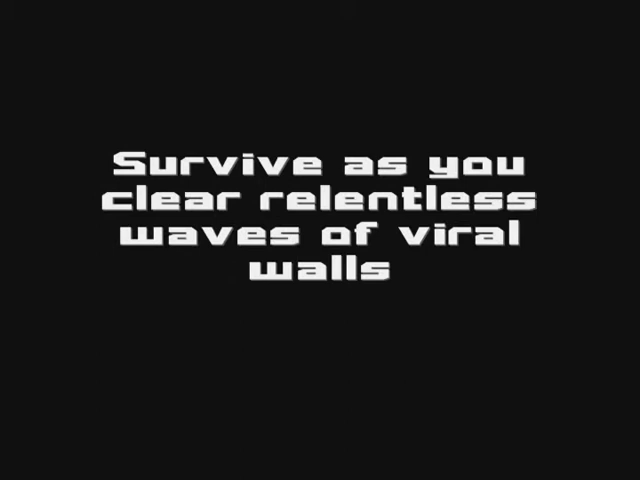 Survive as you
clear relentless
waves of viral
walls